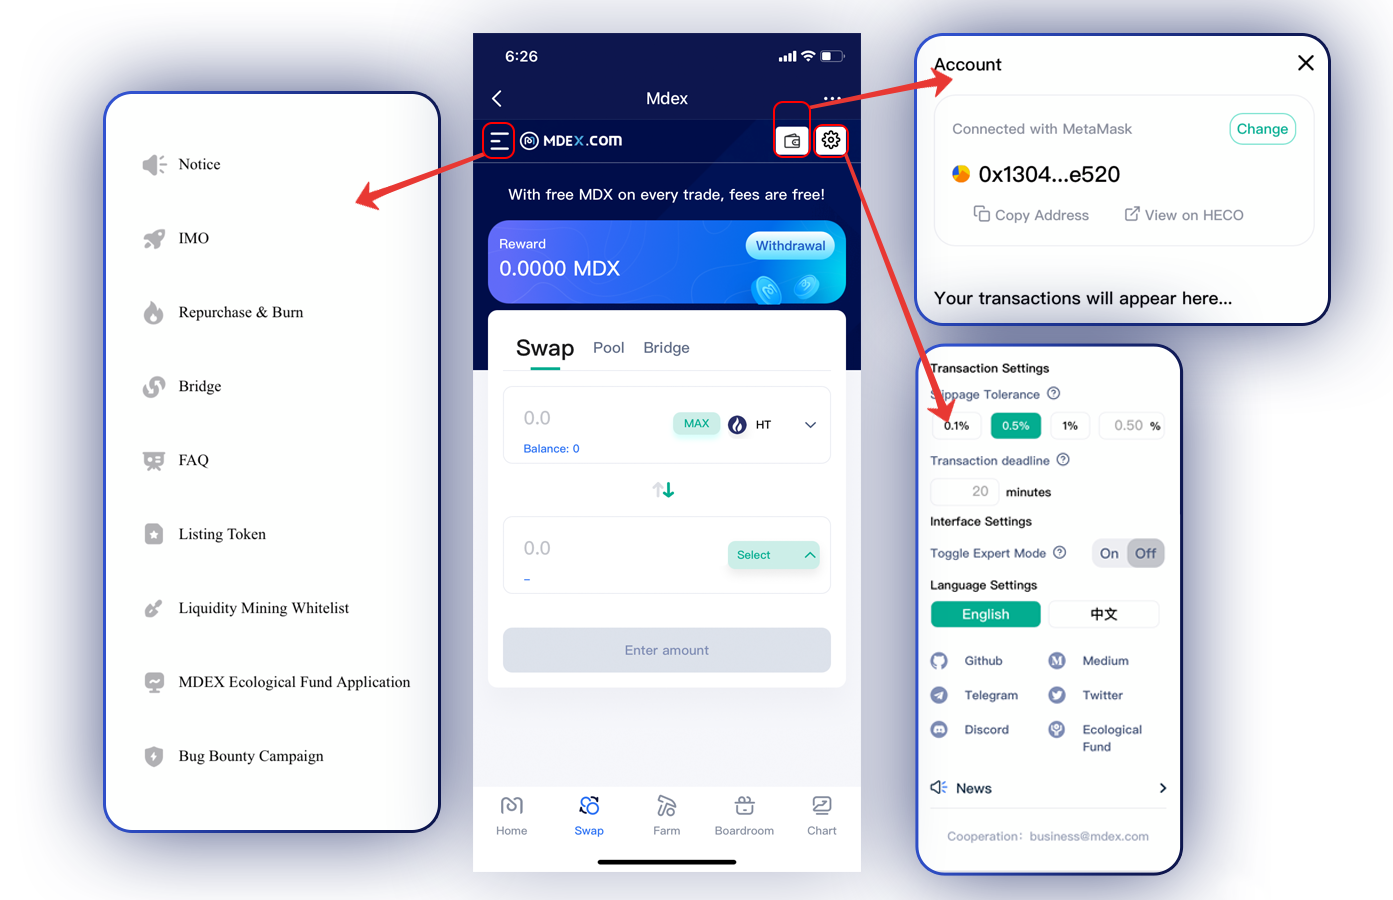 Notice
IMO
Repurchase & Burn
Bridge
FAQ
Listing Token
Liquidity Mining Whitelist
MDEX Ecological Fund Application
Bug Bounty Campaign
6:26
Mdex
MDEX.COM
With free MDX on every trade, fees are free!
Reward
Withdrawal
0.0000 MDX
Swap Pool Bridge
0.0 MAX HT
Balance: 0
0.0 Select
–
Enter amount
Home Swap Farm Boardroom Chart
Account
Connected with MetaMask Change
0x1304...e520
Copy Address View on HECO
Your transactions will appear here...
Transaction Settings
Slippage Tolerance
0.1% 0.5% 1% 0.50 %
Transaction deadline
20 minutes
Interface Settings
Toggle Expert Mode On Off
Language Settings
English 中文
Github Medium
Telegram Twitter
Discord Ecological
Fund
News
Cooperation: business@mdex.com